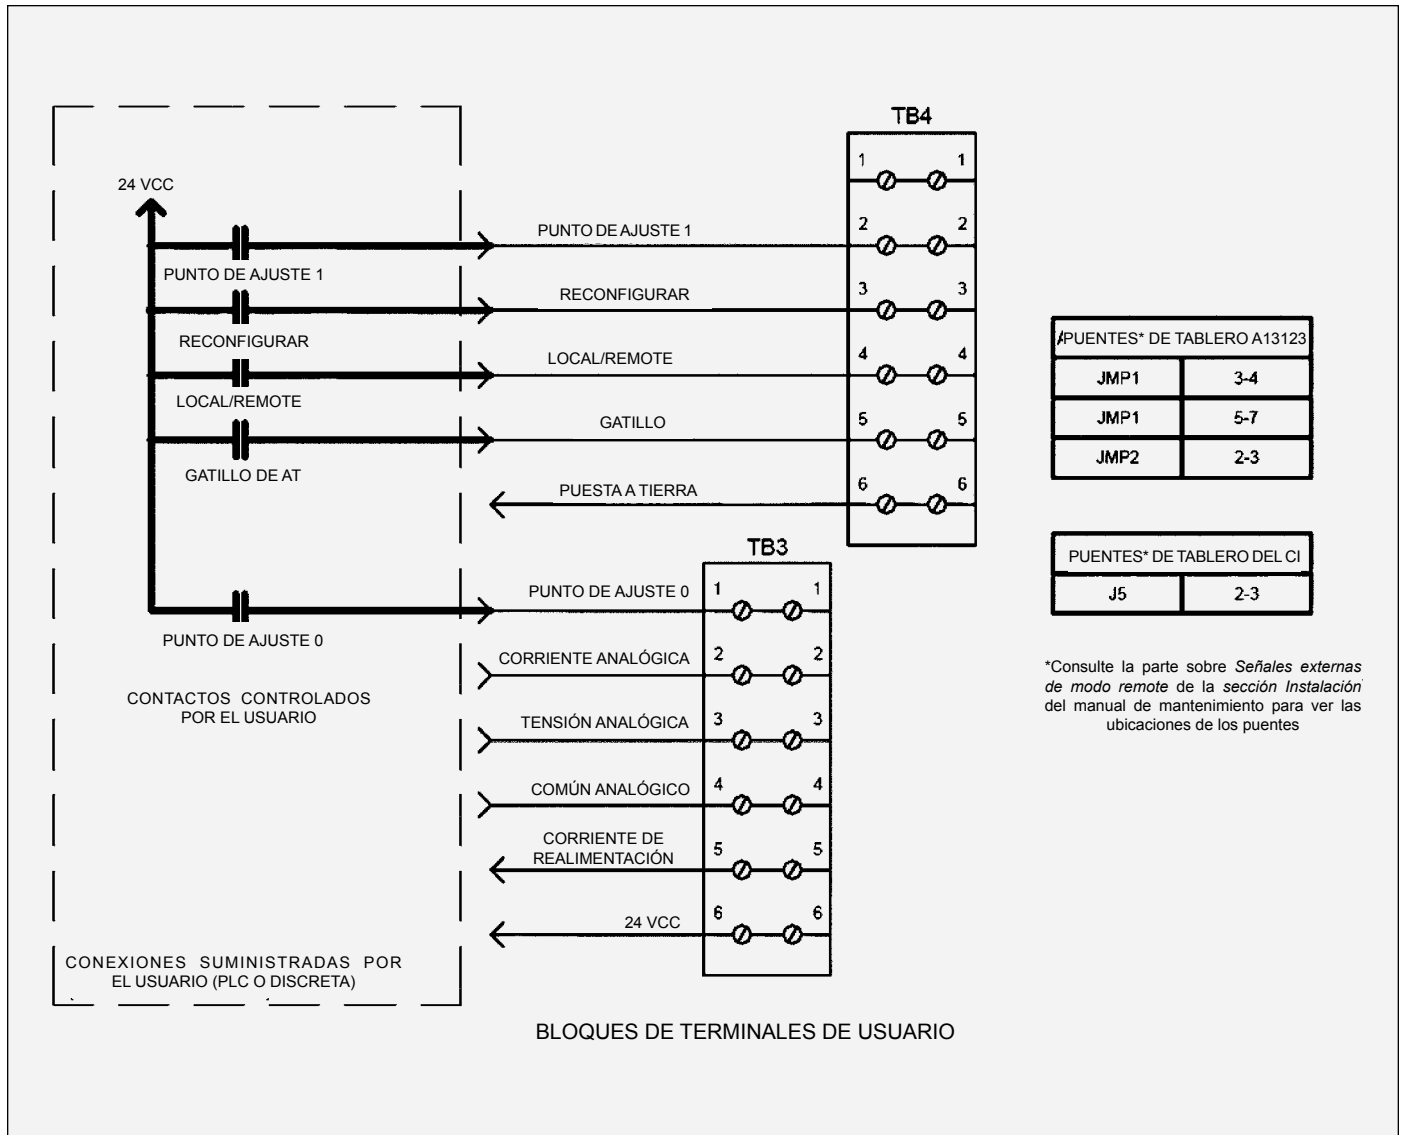 TB4
1 1
24 VCC
2 2
PUNTO DE AJUSTE 1
PUNTO DE AJUSTE 1
3 3
RECONFIGURAR
RECONFIGURAR
4 4
LOCAL/REMOTE
LOCAL/REMOTE
5 5
GATILLO
GATILLO DE AT
6 6
PUESTA A TIERRA
TB3
PUNTO DE AJUSTE 0
1 1
PUNTO DE AJUSTE 0
CORRIENTE ANALÓGICA
2 2
CONTACTOS CONTROLADOS
POR EL USUARIO
TENSIÓN ANALÓGICA
3 3
COMÚN ANALÓGICO
4 4
CORRIENTE DE
REALIMENTACIÓN
5 5
24 VCC
6 6
CONEXIONES SUMINISTRADAS POR
EL USUARIO (PLC O DISCRETA)
BLOQUES DE TERMINALES DE USUARIO
PUENTES* DE TABLERO A13123
JMP1 3-4
JMP1 5-7
JMP2 2-3
PUENTES* DE TABLERO DEL CI
J5 2-3
*Consulte la parte sobre Señales externas
de modo remote de la sección Instalación
del manual de mantenimiento para ver las
ubicaciones de los puentes